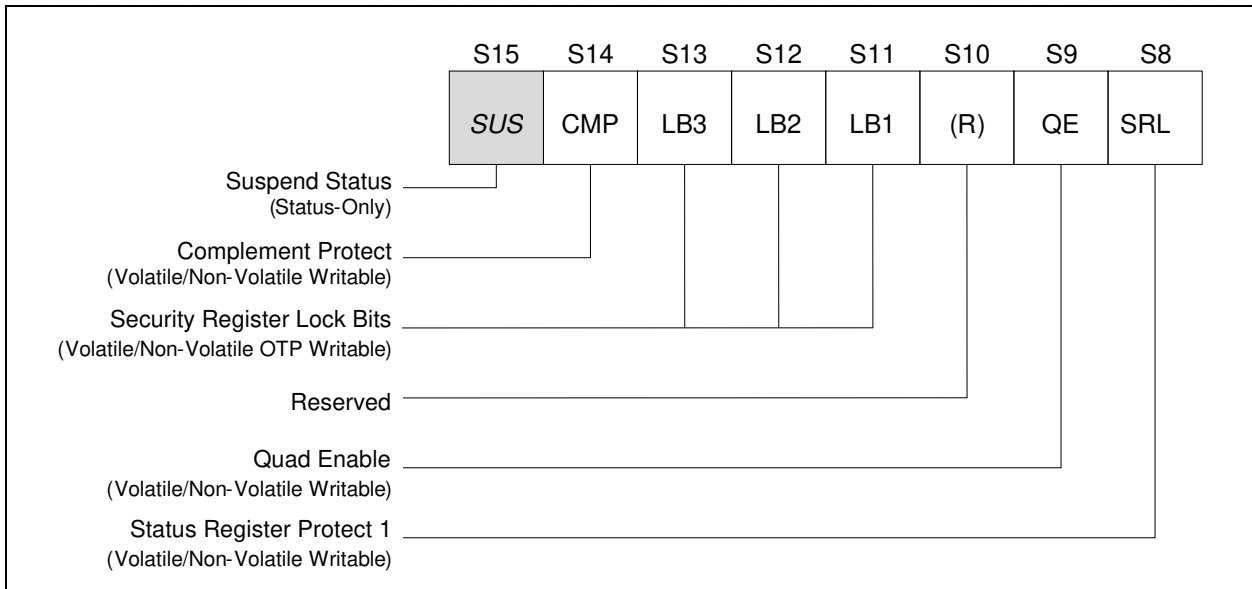 S15 S14 S13 S12 S11 S10 S9 S8
SUS CMP LB3 LB2 LB1 (R) QE SRL
Suspend Status
(Status-Only)
Complement Protect
(Volatile/Non-Volatile Writable)
Security Register Lock Bits
(Volatile/Non-Volatile OTP Writable)
Reserved
Quad Enable
(Volatile/Non-Volatile Writable)
Status Register Protect 1
(Volatile/Non-Volatile Writable)